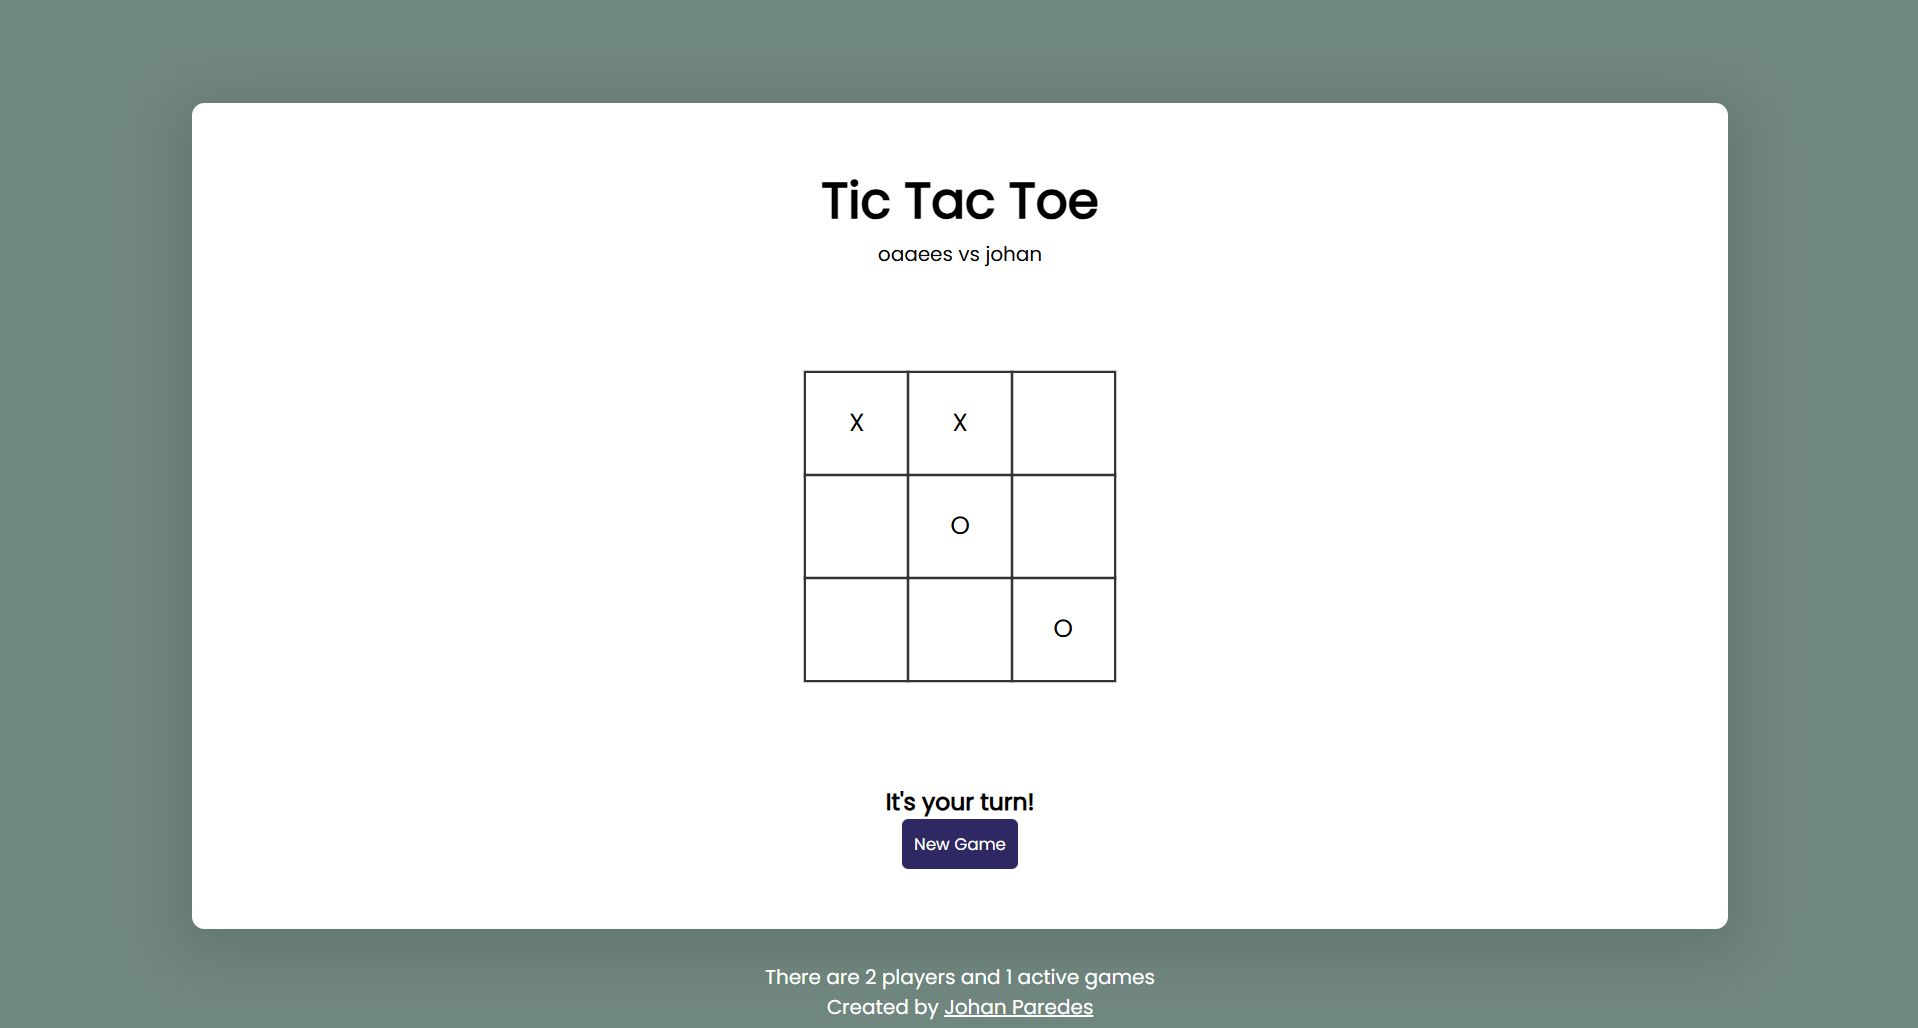 Tic Tac Toe
oaaees vs johan
X X
O
O
It's your turn!
New Game
There are 2 players and 1 active games
Created by Johan Paredes